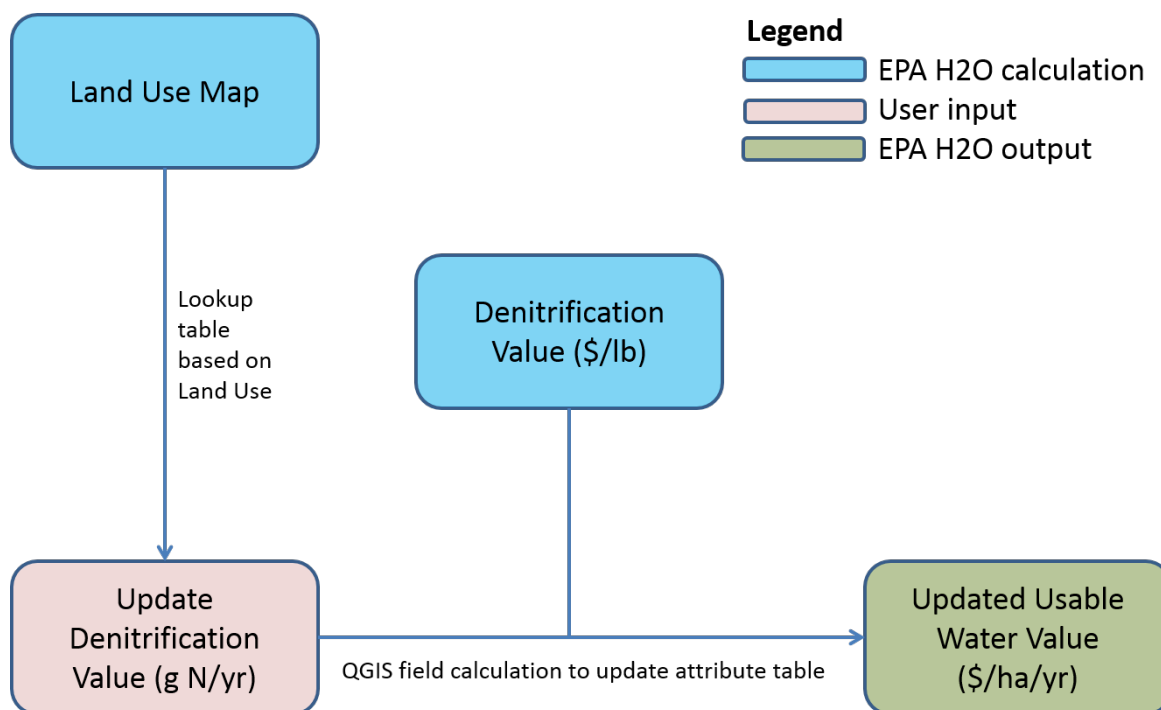 Land Use Map
Legend
EPA H2O calculation
User input
EPA H2O output
Lookup
table
based on
Land Use
Denitrification
Value ($/lb)
Update
Denitrification
Value (g N/yr)
QGIS field calculation to update attribute table
Updated Usable
Water Value
($/ha/yr)